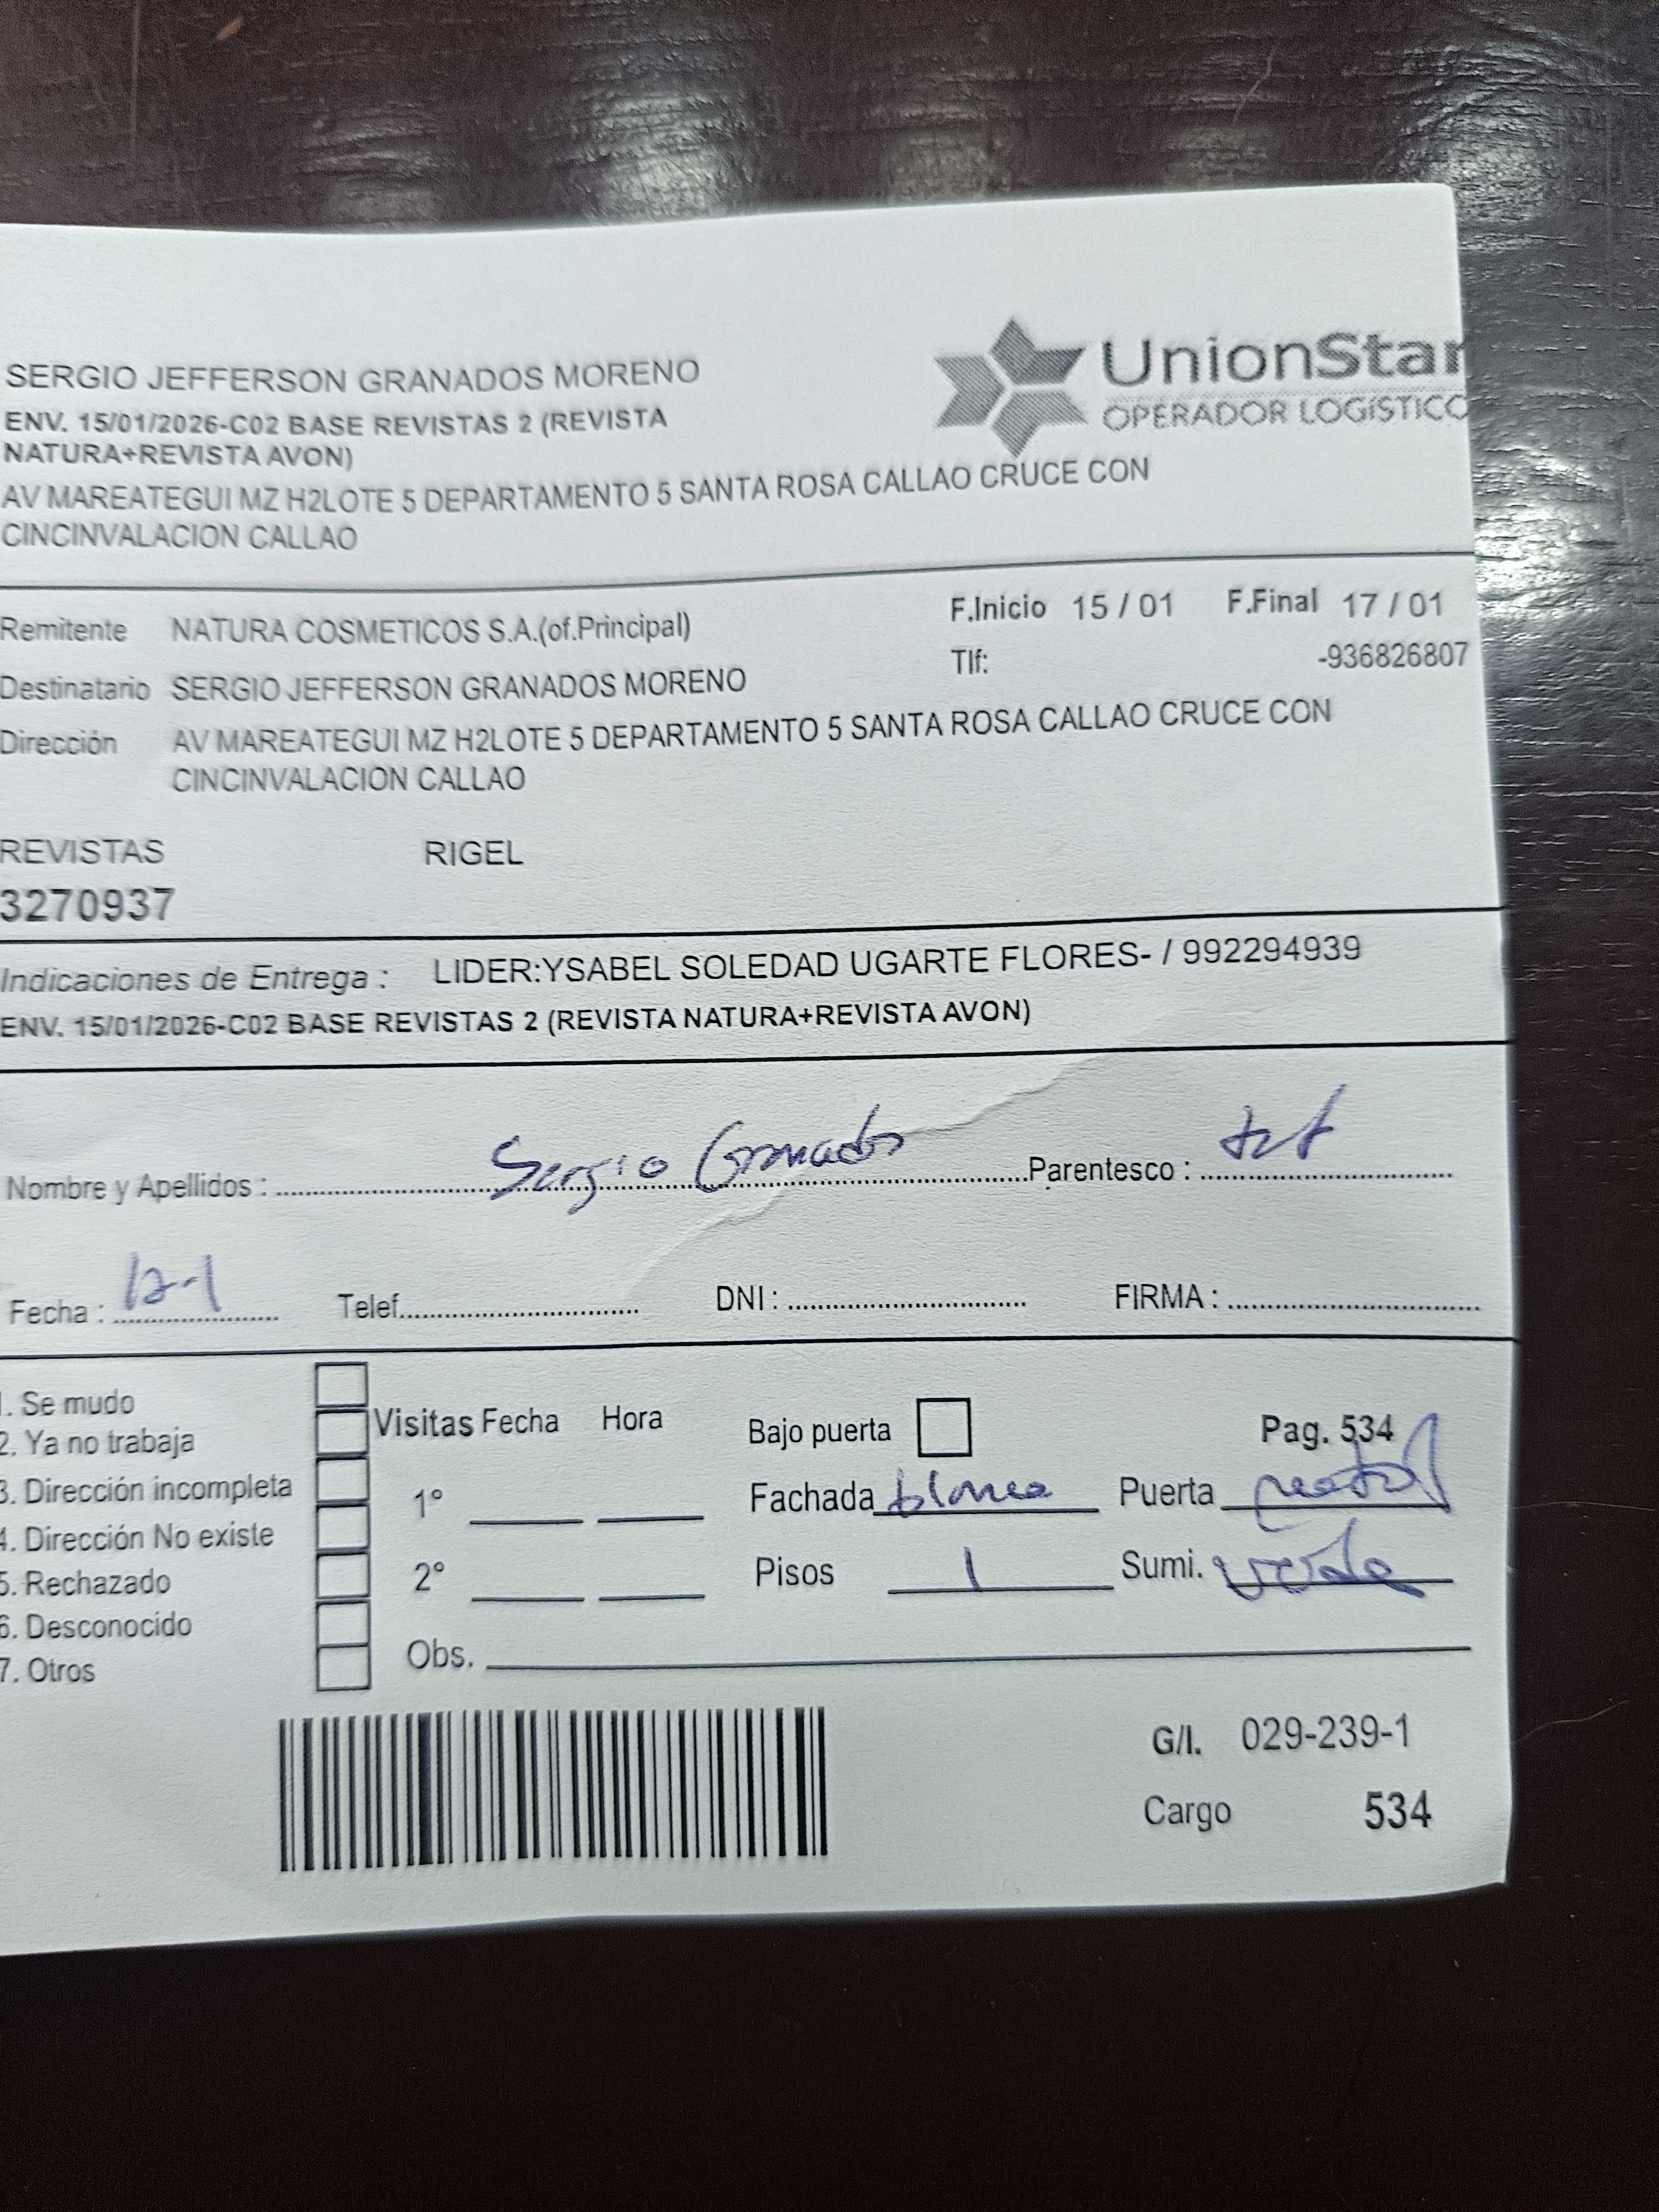 SERGIO JEFFERSON GRANADOS MORENO
UnionStar
OPERADOR LOGÍSTICO
ENV. 15/01/2026-C02 BASE REVISTAS 2 (REVISTA
NATURA+REVISTA AVON)
AV MAREATEGUI MZ H2LOTE 5 DEPARTAMENTO 5 SANTA ROSA CALLAO CRUCE CON
CINCINVALACION CALLAO
Remitente NATURA COSMETICOS S.A.(of.Principal) F.Inicio 15 / 01 F.Final 17 / 01
Tlf: -936826807
Destinatario SERGIO JEFFERSON GRANADOS MORENO
Dirección AV MAREATEGUI MZ H2LOTE 5 DEPARTAMENTO 5 SANTA ROSA CALLAO CRUCE CON
CINCINVALACION CALLAO
REVISTAS RIGEL
3270937
Indicaciones de Entrega : LIDER:YSABEL SOLEDAD UGARTE FLORES- / 992294939
ENV. 15/01/2026-C02 BASE REVISTAS 2 (REVISTA NATURA+REVISTA AVON)
Nombre y Apellidos : Sergio Granados Parentesco :
Fecha : Telef. DNI : FIRMA :
1. Se mudo
2. Ya no trabaja
3. Dirección incompleta
4. Dirección No existe
5. Rechazado
6. Desconocido
7. Otros
Visitas Fecha Hora
1°
2°
Obs.
Bajo puerta Pag. 534
Fachada blanca Puerta metal
Pisos 1 Sumi.
G/I. 029-239-1
Cargo 534